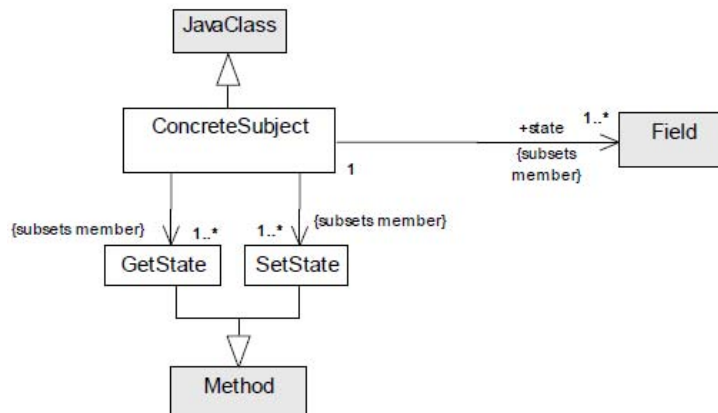 JavaClass
ConcreteSubject
+state
1..*
Field
{subsets
member}
1
{subsets member}
1..*
1..*
{subsets member}
GetState
SetState
Method